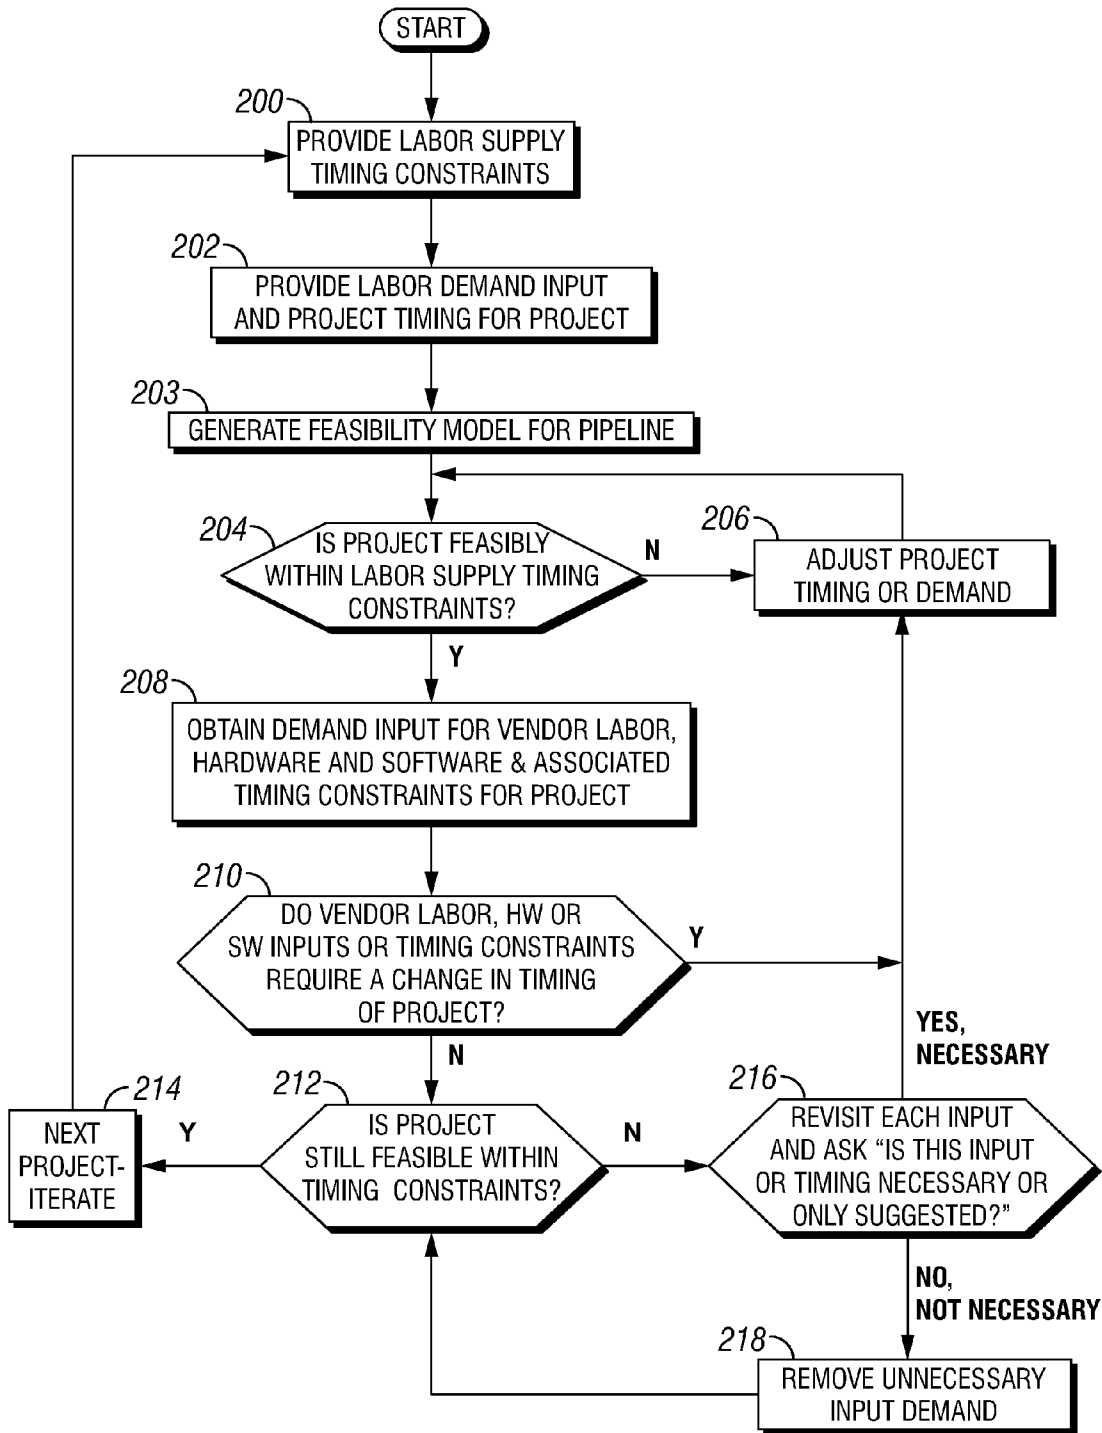 START
200
PROVIDE LABOR SUPPLY
TIMING CONSTRAINTS
202
PROVIDE LABOR DEMAND INPUT
AND PROJECT TIMING FOR PROJECT
203
GENERATE FEASIBILITY MODEL FOR PIPELINE
204
IS PROJECT FEASIBLY
WITHIN LABOR SUPPLY TIMING
CONSTRAINTS?
N
206
ADJUST PROJECT
TIMING OR DEMAND
Y
208
OBTAIN DEMAND INPUT FOR VENDOR LABOR,
HARDWARE AND SOFTWARE & ASSOCIATED
TIMING CONSTRAINTS FOR PROJECT
210
DO VENDOR LABOR, HW OR
SW INPUTS OR TIMING CONSTRAINTS
REQUIRE A CHANGE IN TIMING
OF PROJECT?
Y
N
YES,
NECESSARY
212
IS PROJECT
STILL FEASIBLE WITHIN
TIMING CONSTRAINTS?
Y
214
NEXT
PROJECT-
ITERATE
N
216
REVISIT EACH INPUT
AND ASK “IS THIS INPUT
OR TIMING NECESSARY OR
ONLY SUGGESTED?”
NO,
NOT NECESSARY
218
REMOVE UNNECESSARY
INPUT DEMAND